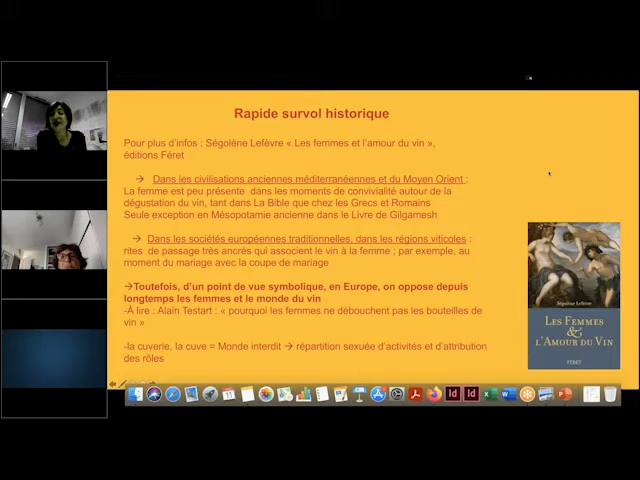 Rapide survol historique
Pour plus d'infos : Ségolène Lefèvre « Les femmes et l'amour du vin »,
éditions Féret
→ Dans les civilisations anciennes méditerranéennes et du Moyen Orient :
La femme est peu présente dans les moments de convivialité autour de la
dégustation du vin, tant dans La Bible que chez les Grecs et Romains
Seule exception en Mésopotamie ancienne dans le Livre de Gilgamesh
→ Dans les sociétés européennes traditionnelles, dans les régions viticoles :
rites de passage très ancrés qui associent le vin à la femme ; par exemple, au
moment du mariage avec la coupe de mariage
→Toutefois, d'un point de vue symbolique, en Europe, on oppose depuis
longtemps les femmes et le monde du vin
-À lire : Alain Testart : « pourquoi les femmes ne débouchent pas les bouteilles de
vin »
-la cuverie, la cuve = Monde interdit → répartition sexuée d'activités et d'attribution
des rôles
Ségolène Lefèvre
LES FEMMES
&
L'AMOUR DU VIN
FÉRET
Id
Id
X
W
P